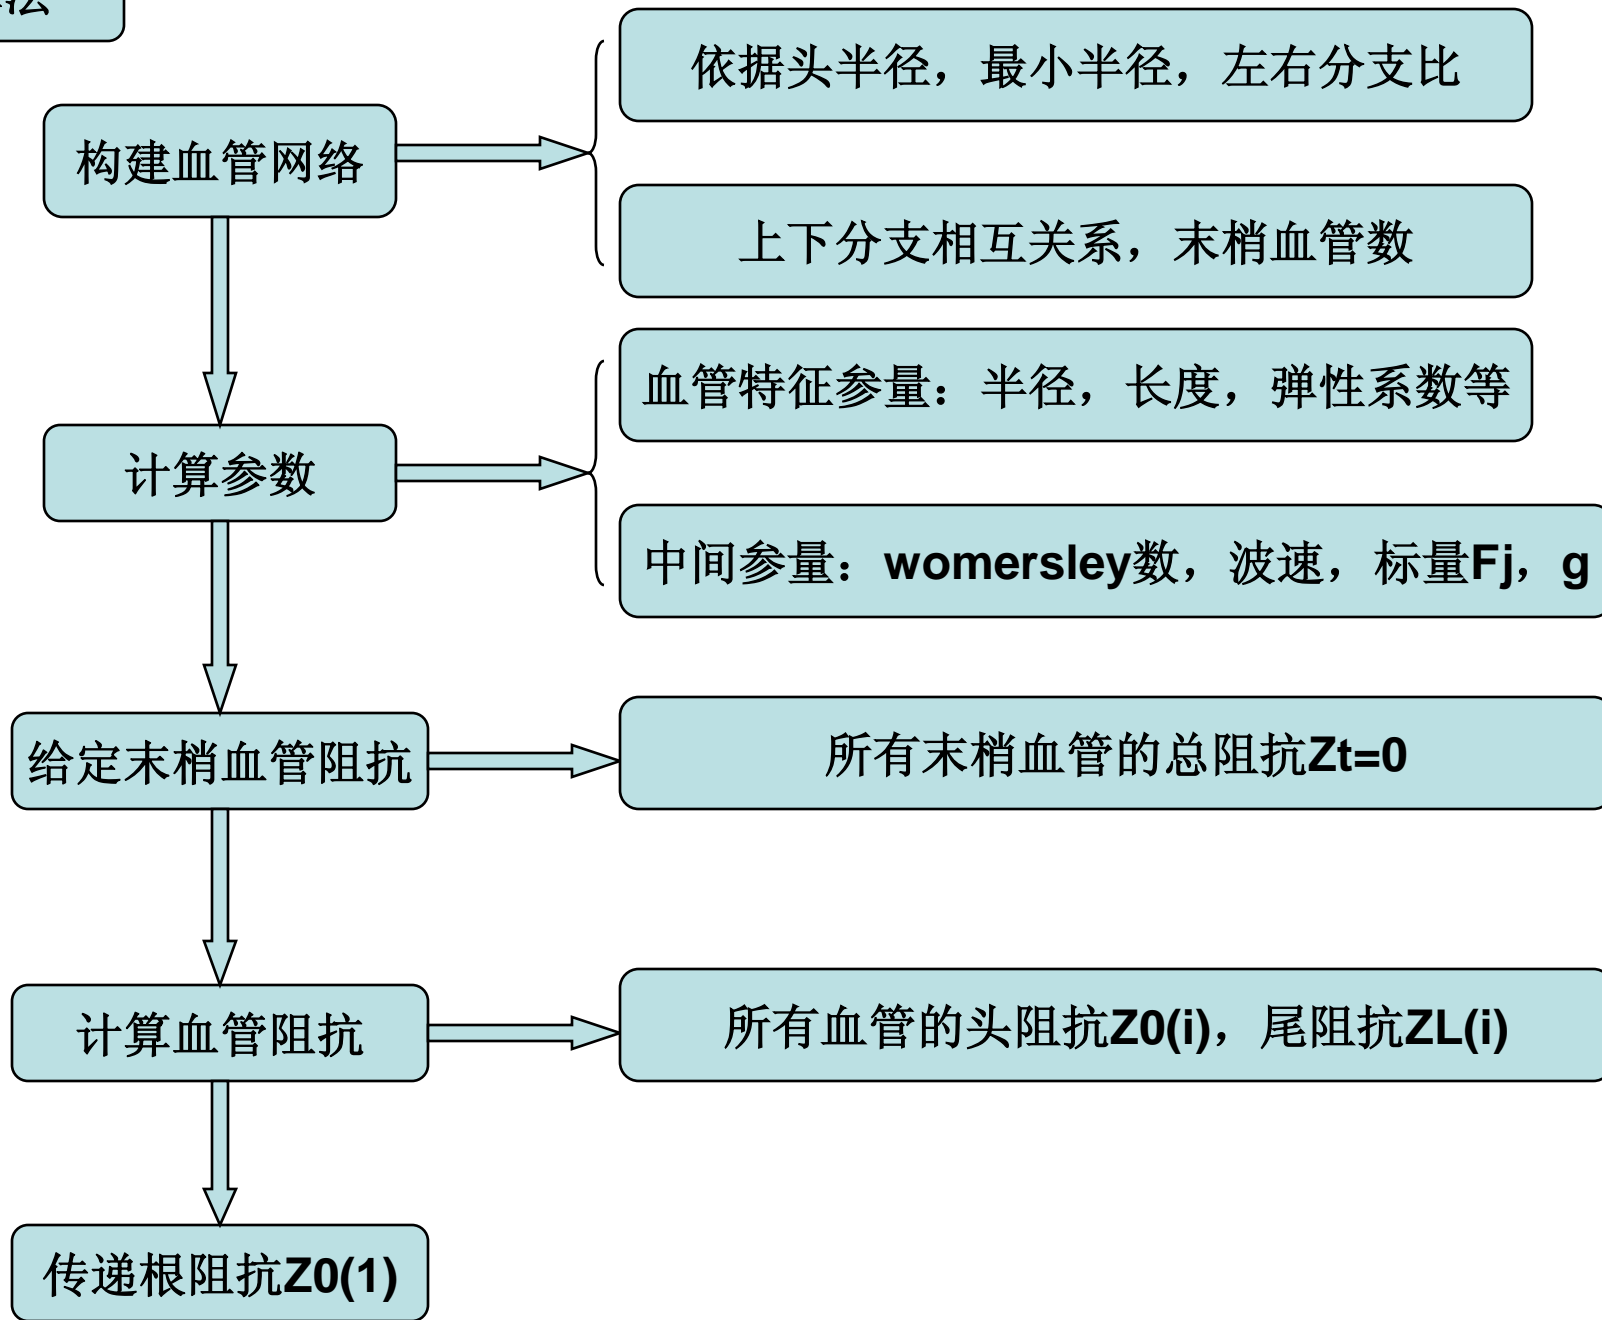 法
依据头半径，最小半径，左右分支比
构建血管网络
上下分支相互关系，末梢血管数
血管特征参量：半径，长度，弹性系数等
计算参数
中间参量：womersley数，波速，标量Fj，g
给定末梢血管阻抗
所有末梢血管的总阻抗Zt=0
计算血管阻抗
所有血管的头阻抗Z0(i)，尾阻抗ZL(i)
传递根阻抗Z0(1)